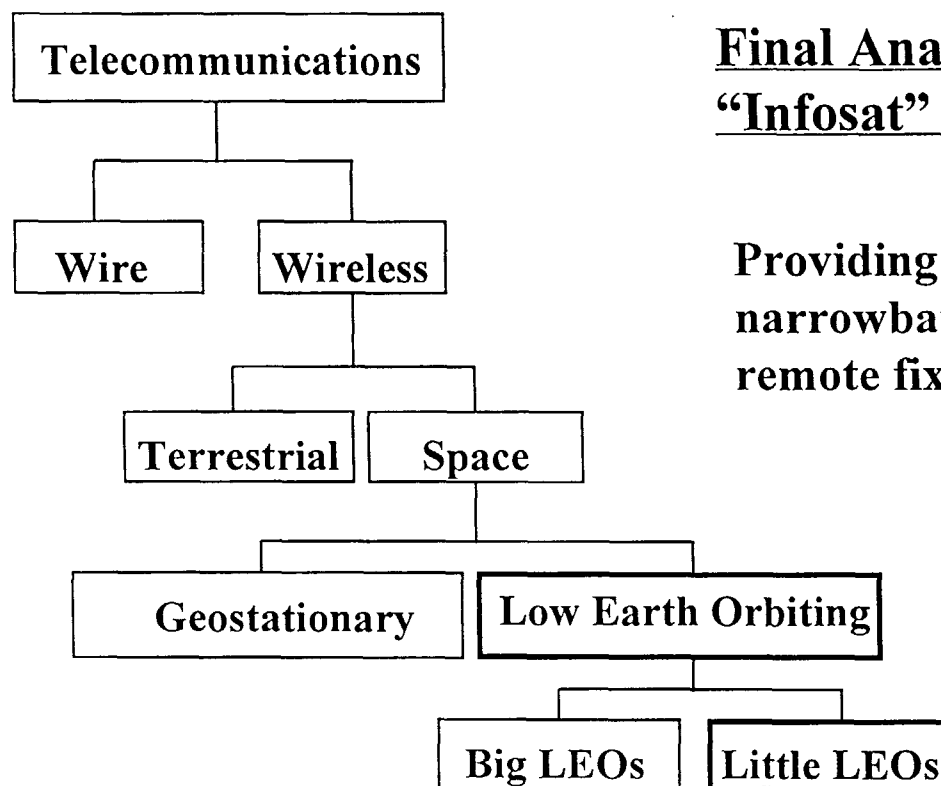 Telecommunications
Wire
Wireless
Terrestrial
Space
Geostationary
Low Earth Orbiting
Big LEOs
Little LEOs
Final Ana
“Infosat”
Providing
narrowba
remote fix